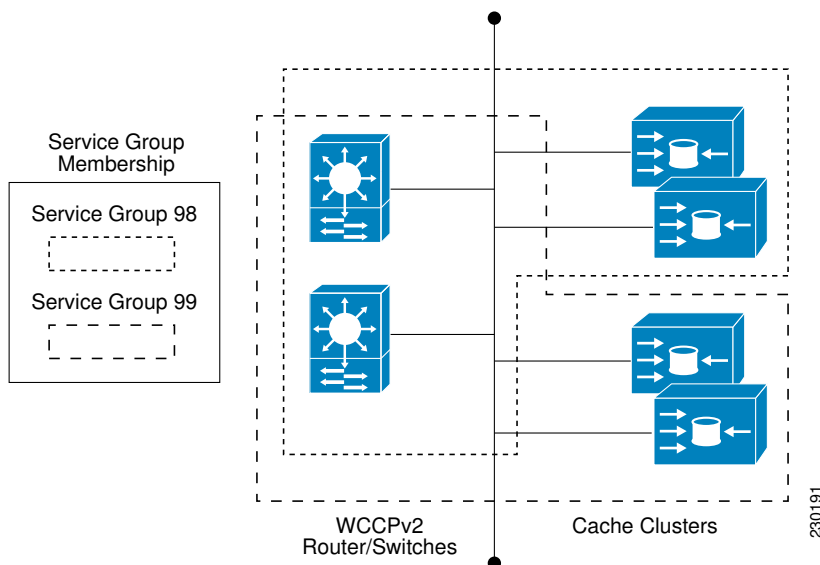 Service Group
Membership
Service Group 98
Service Group 99
WCCPv2
Router/Switches
Cache Clusters
230191